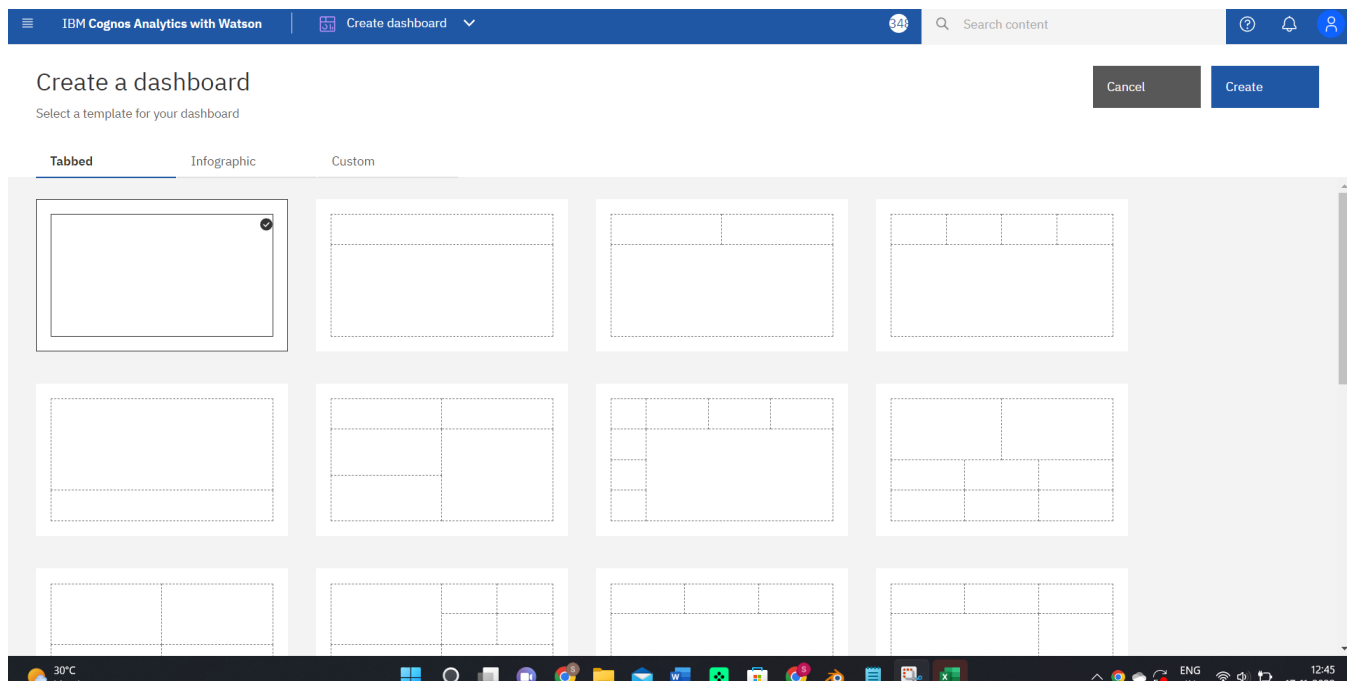 IBM Cognos Analytics with Watson
Create dashboard
348
Search content
Create a dashboard
Cancel
Create
Select a template for your dashboard
Tabbed
Infographic
Custom
30°C
ENG
12:45